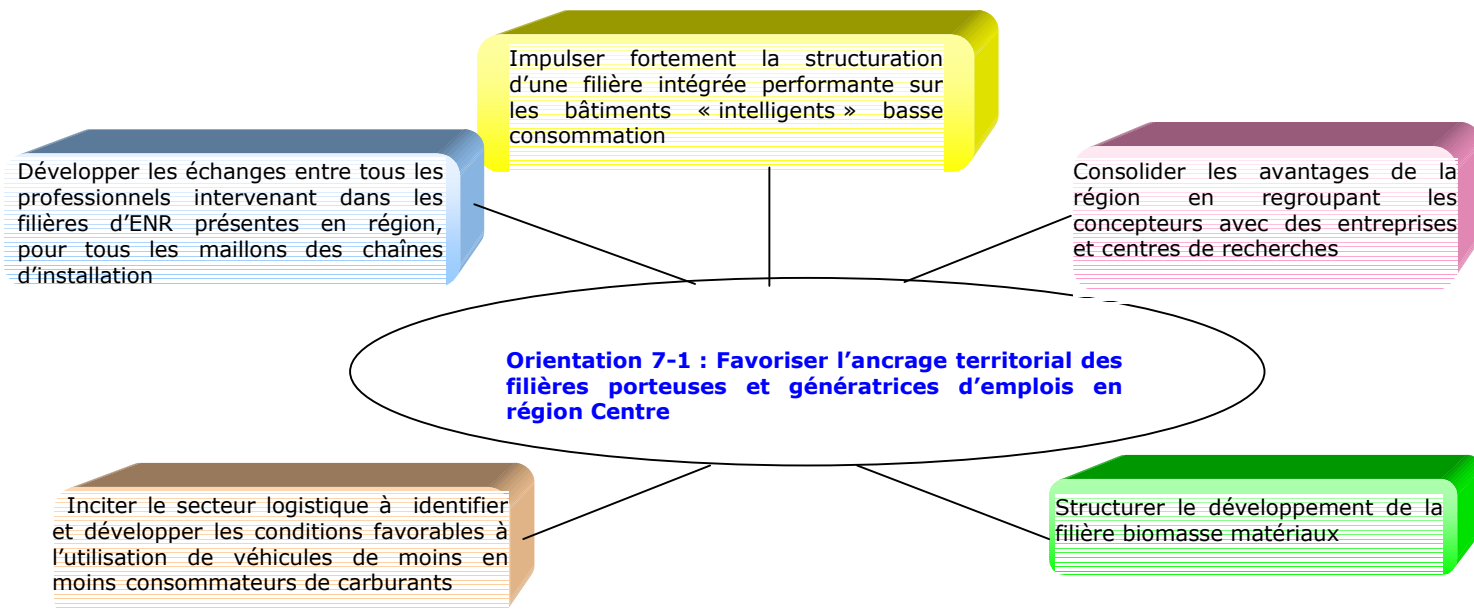 Impulser fortement la structuration
d'une filière intégrée performante sur
les bâtiments « intelligents » basse
consommation
Développer les échanges entre tous les
professionnels intervenant dans les
filières d'ENR présentes en région,
pour tous les maillons des chaînes
d'installation
Consolider les avantages de la
région en regroupant les
concepteurs avec des entreprises
et centres de recherches
Orientation 7-1 : Favoriser l'ancrage territorial des
filières porteuses et génératrices d'emplois en
région Centre
Inciter le secteur logistique à identifier
et développer les conditions favorables à
l'utilisation de véhicules de moins en
moins consommateurs de carburants
Structurer le développement de la
filière biomasse matériaux